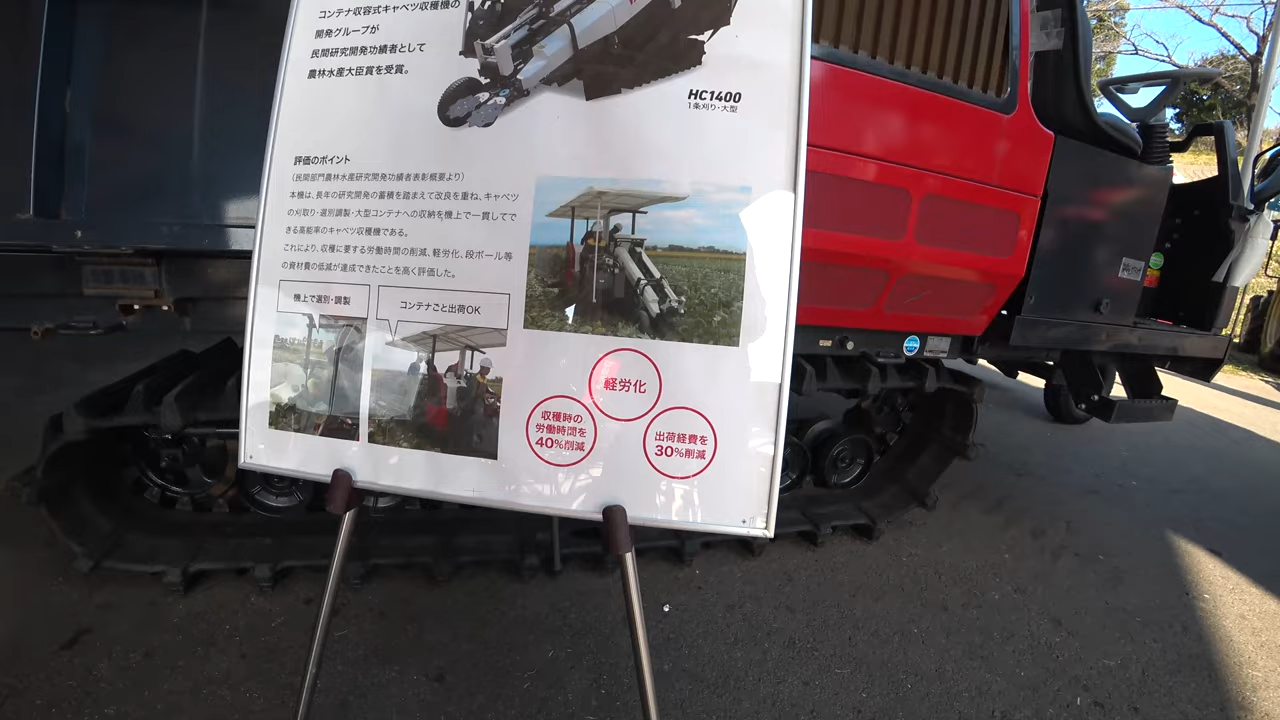 コンテナ収容式キャベツ収穫機の
開発グループが
民間研究開発功績者として
農林水産大臣賞を受賞。
HC1400
1条刈り・大型
評価のポイント
（民間部門農林水産研究開発功績者表彰概要より）
本機は、長年の研究開発の蓄積を踏まえて改良を重ね、キャベツ
の刈取り・選別調製・大型コンテナへの収納を機上で一貫してで
きる高能率のキャベツ収穫機である。
これにより、収穫に要する労働時間の削減、軽労化、段ボール等
の資材費の低減が達成できたことを高く評価した。
機上で選別・調製
コンテナごと出荷OK
軽労化
収穫時の
労働時間を
40%削減
出荷経費を
30%削減